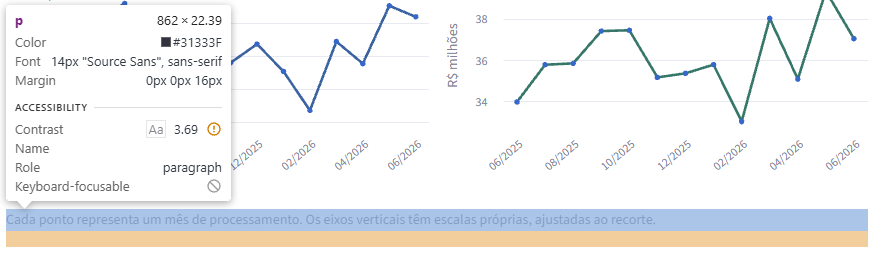 p 862 × 22.39
Color #31333F
Font 14px "Source Sans", sans-serif
Margin 0px 0px 16px
ACCESSIBILITY
Contrast Aa 3.69
Name
Role paragraph
Keyboard-focusable
12/2025 02/2026 04/2026 06/2026
R$ milhões
38
36
34
06/2025 08/2025 10/2025 12/2025 02/2026 04/2026 06/2026
Cada ponto representa um mês de processamento. Os eixos verticais têm escalas próprias, ajustadas ao recorte.